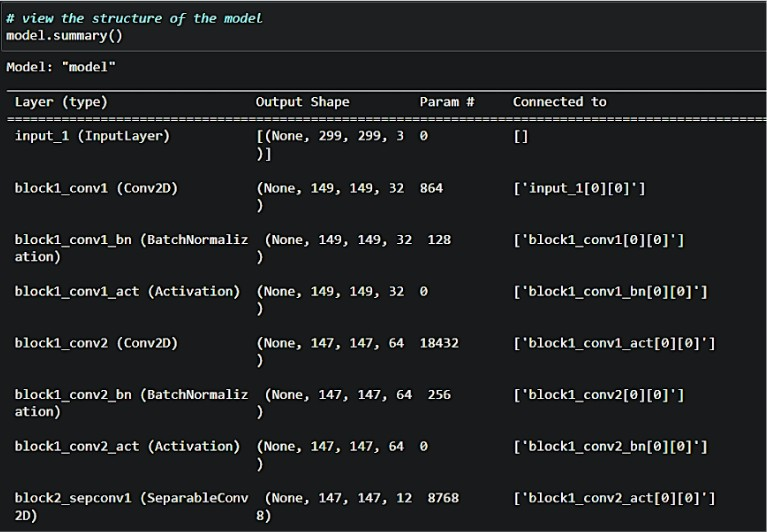 # view the structure of the model
model.summary()
Model: "model"
Layer (type) Output Shape Param # Connected to
==================================================================================================
input_1 (InputLayer) [(None, 299, 299, 3 0 []
)]
block1_conv1 (Conv2D) (None, 149, 149, 32 864 ['input_1[0][0]']
)
block1_conv1_bn (BatchNormaliz (None, 149, 149, 32 128 ['block1_conv1[0][0]']
ation) )
block1_conv1_act (Activation) (None, 149, 149, 32 0 ['block1_conv1_bn[0][0]']
)
block1_conv2 (Conv2D) (None, 147, 147, 64 18432 ['block1_conv1_act[0][0]']
)
block1_conv2_bn (BatchNormaliz (None, 147, 147, 64 256 ['block1_conv2[0][0]']
ation) )
block1_conv2_act (Activation) (None, 147, 147, 64 0 ['block1_conv2_bn[0][0]']
)
block2_sepconv1 (SeparableConv (None, 147, 147, 12 8768 ['block1_conv2_act[0][0]']
2D) 8)